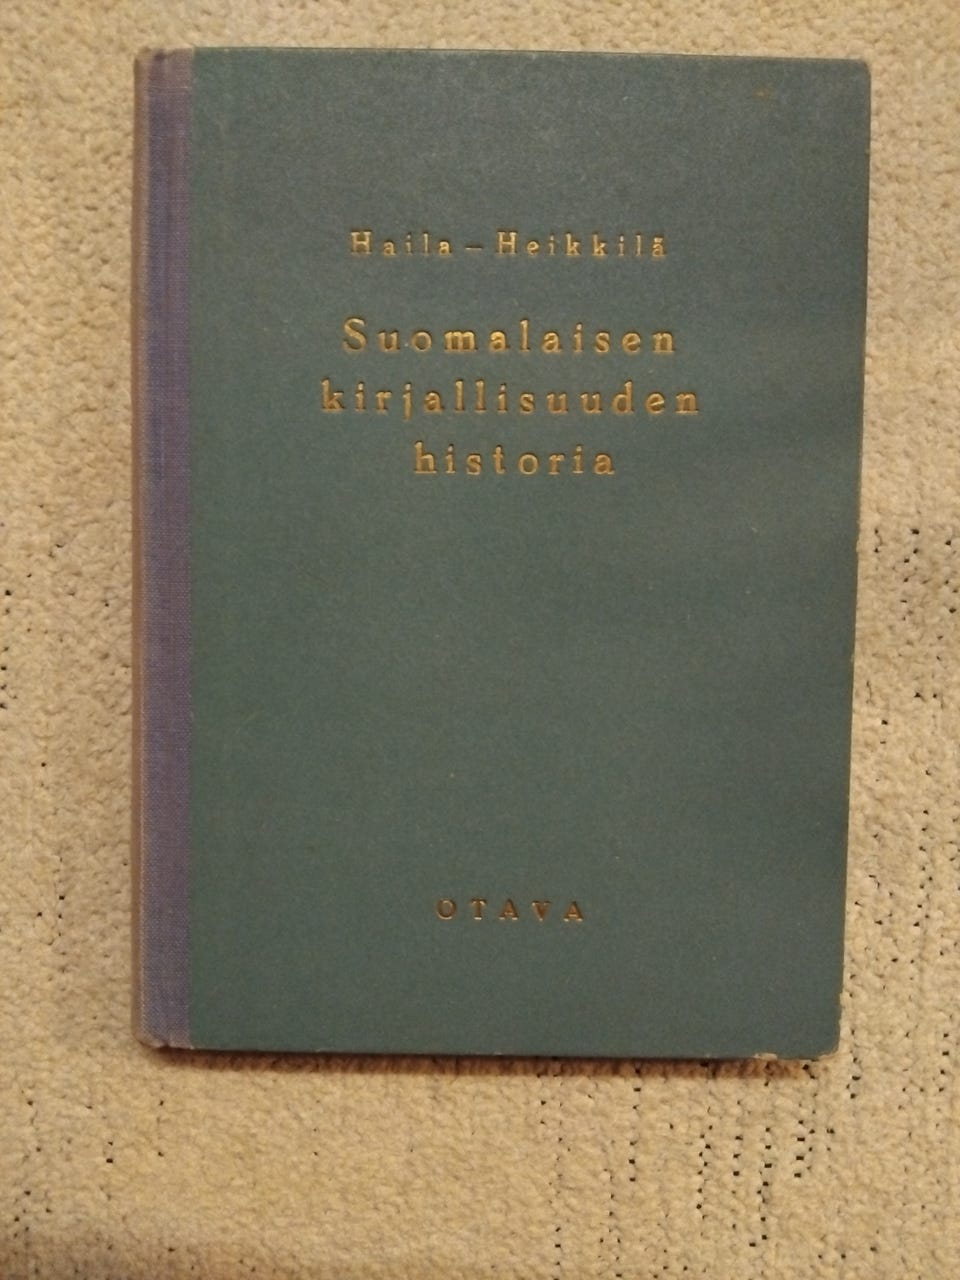 Haila – Heikkilä
Suomalaisen
kirjallisuuden
historia
OTAVA